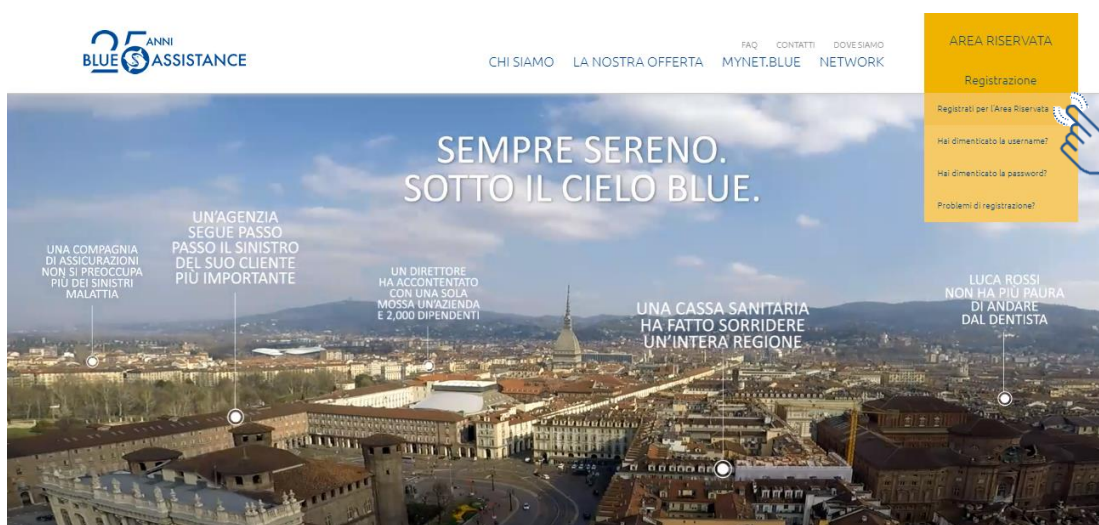 25 ANNI
BLUE ASSISTANCE
FAQ CONTATTI DOVE SIAMO
CHI SIAMO LA NOSTRA OFFERTA MYNET.BLUE NETWORK
AREA RISERVATA
Registrazione
Registrati per l'Area Riservata
Hai dimenticato la username?
Hai dimenticato la password?
Problemi di registrazione?
SEMPRE SERENO.
SOTTO IL CIELO BLUE.
UNA COMPAGNIA
DI ASSICURAZIONI
NON SI PREOCCUPA
PIÙ DEI SINISTRI
MALATTIA
UN'AGENZIA
SEGUE PASSO
PASSO IL SINISTRO
DEL SUO CLIENTE
PIÙ IMPORTANTE
UN DIRETTORE
HA ACCONTENTATO
CON UNA SOLA
MOSSA UN'AZIENDA
E 2,000 DIPENDENTI
UNA CASSA SANITARIA
HA FATTO SORRIDERE
UN'INTERA REGIONE
LUCA ROSSI
NON HA PIÙ PAURA
DI ANDARE
DAL DENTISTA